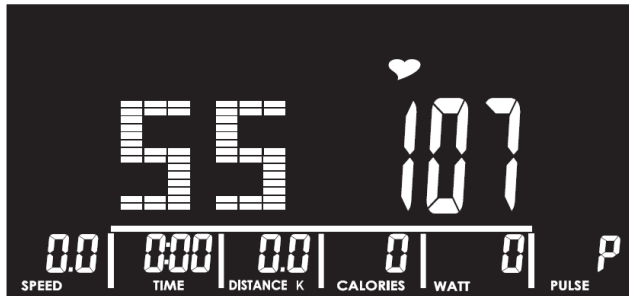 55 107
0.0 0:00 0.0 0 0 P
SPEED TIME DISTANCE K CALORIES WATT PULSE